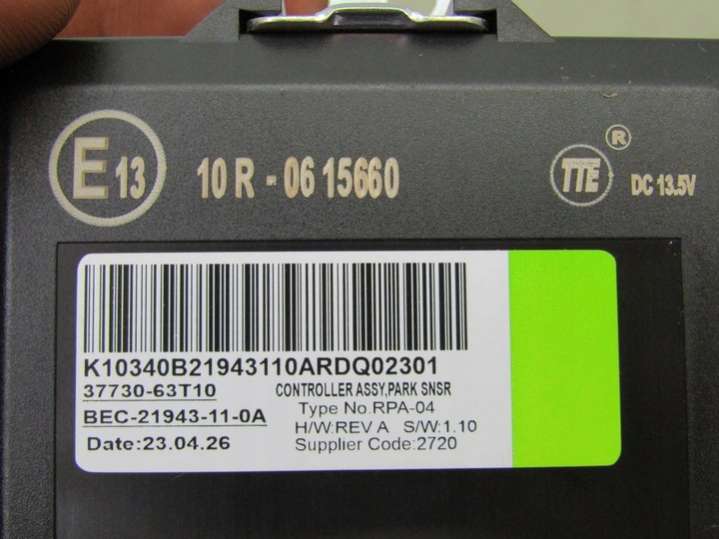 E13 10 R - 06 15660 TTE ® DC 13.5V
K10340B21943110ARDQ02301
37730-63T10 CONTROLLER ASSY,PARK SNSR
BEC-21943-11-0A Type No.RPA-04
H/W:REV A S/W:1.10
Date:23.04.26 Supplier Code:2720